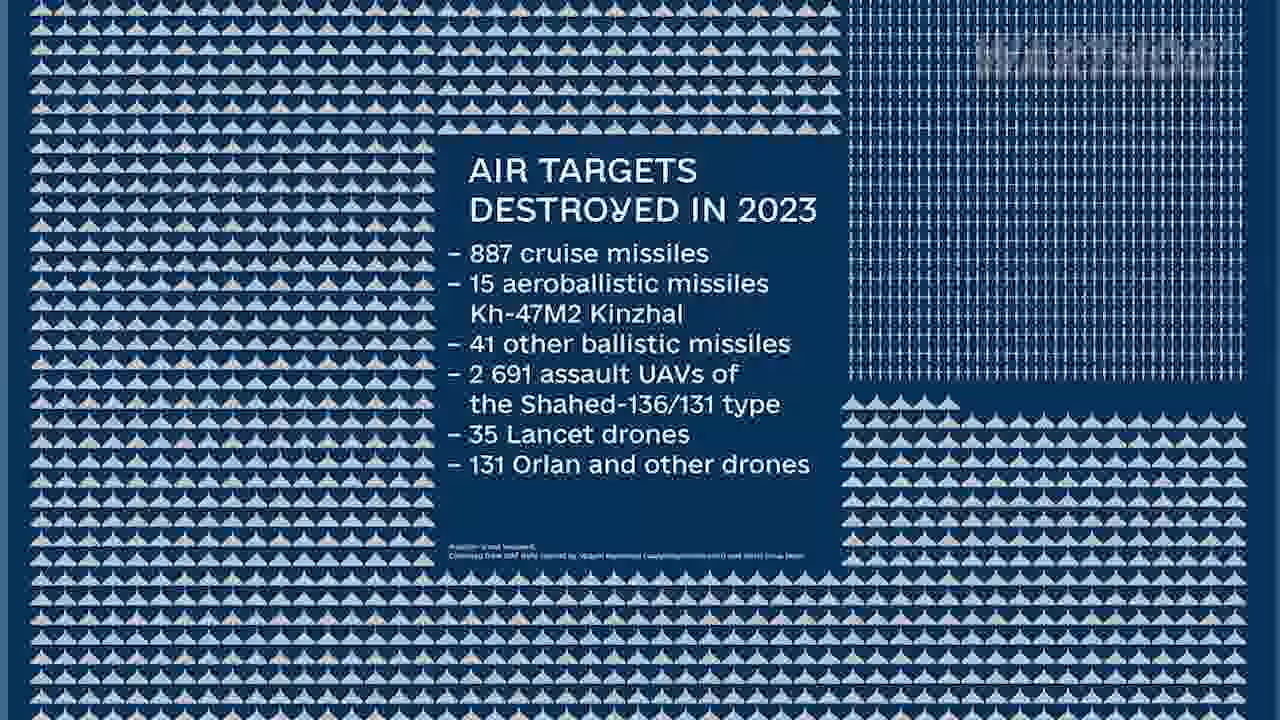 AIR TARGETS
DESTROYED IN 2023
– 887 cruise missiles
– 15 aeroballistic missiles
Kh-47M2 Kinzhal
– 41 other ballistic missiles
– 2 691 assault UAVs of
the Shahed-136/131 type
– 35 Lancet drones
– 131 Orlan and other drones